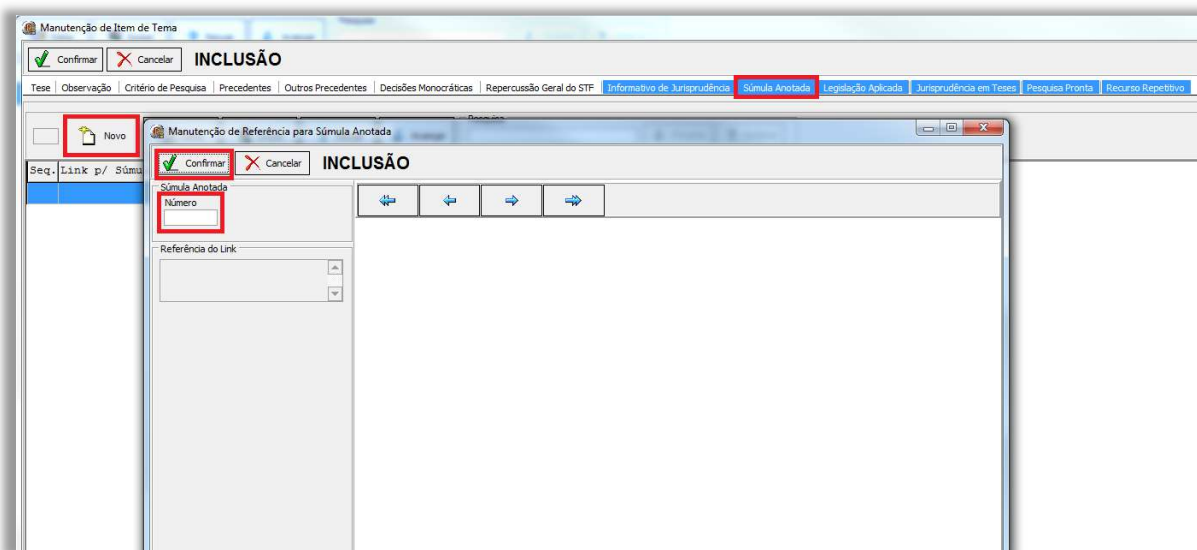 Manutenção de Item de Tema
Pesquisa
Confirmar Cancelar INCLUSÃO
Tese Observação Critério de Pesquisa Precedentes Outros Precedentes Decisões Monocráticas Repercussão Geral do STF Informativo de Jurisprudência Súmula Anotada Legislação Aplicada Jurisprudência em Teses Pesquisa Pronta Recurso Repetitivo
Novo
Pesquisa
Manutenção de Referência para Súmula Anotada
Seq. Link p/ Súmu
Confirmar Cancelar INCLUSÃO
Súmula Anotada
Número
Referência do Link